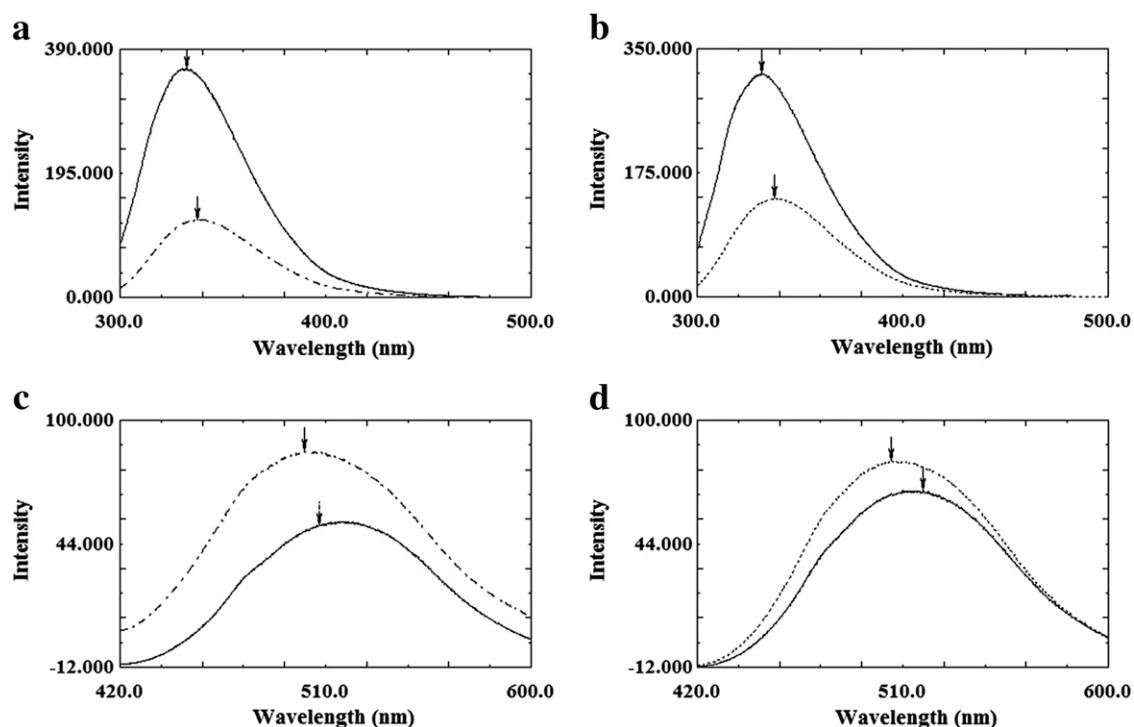 a
390.000
195.000
0.000
Intensity
300.0
400.0
500.0
Wavelength (nm)
b
350.000
175.000
0.000
Intensity
300.0
400.0
500.0
Wavelength (nm)
c
100.000
44.000
-12.000
Intensity
420.0
510.0
600.0
Wavelength (nm)
d
100.000
44.000
-12.000
Intensity
420.0
510.0
600.0
Wavelength (nm)